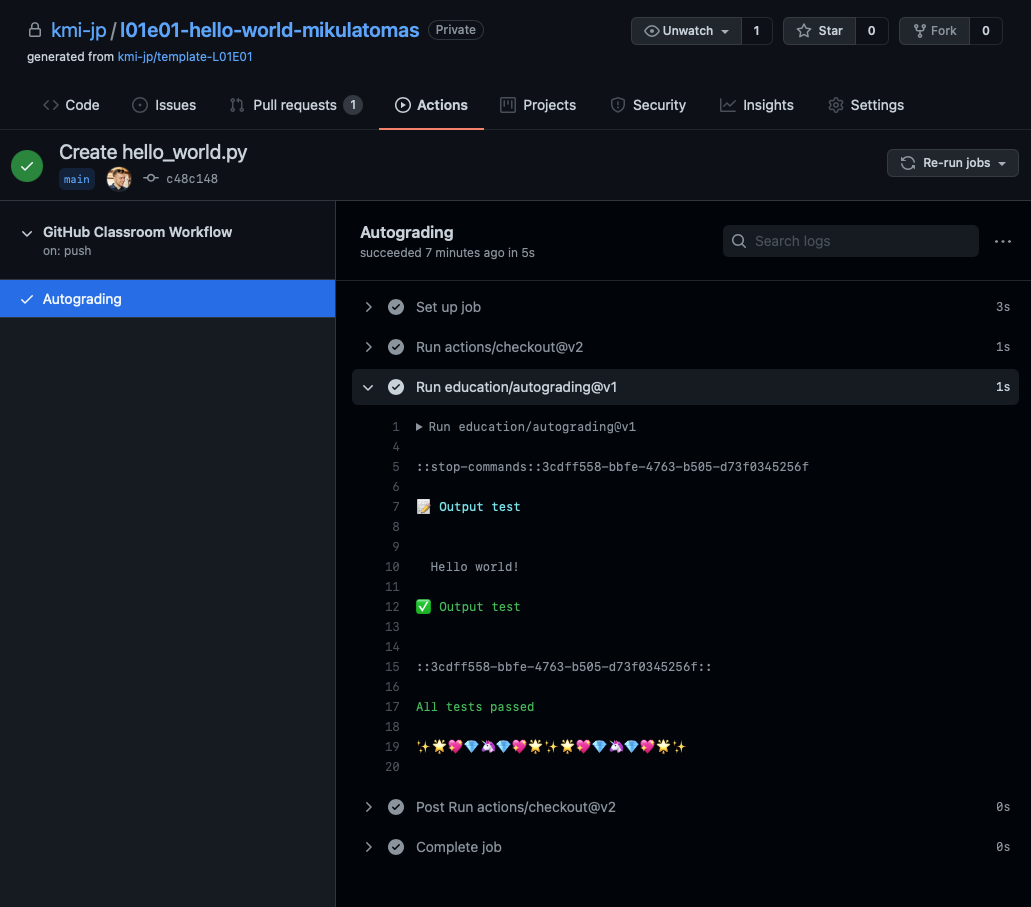 kmi-jp / l01e01-hello-world-mikulatomas Private
Unwatch 1 Star 0 Fork 0
generated from kmi-jp/template-L01E01
Code Issues Pull requests 1 Actions Projects Security Insights Settings
Create hello_world.py
main c48c148
Re-run jobs
GitHub Classroom Workflow
on: push
Autograding
Autograding
succeeded 7 minutes ago in 5s
Search logs
Set up job 3s
Run actions/checkout@v2 1s
Run education/autograding@v1 1s
1 Run education/autograding@v1
4
5 ::stop-commands::3cdff558-bbfe-4763-b505-d73f0345256f
6
7 📝 Output test
8
9
10 Hello world!
11
12 ✅ Output test
13
14
15 ::3cdff558-bbfe-4763-b505-d73f0345256f::
16
17 All tests passed
18
19 ✨🌟💖💎🦄💎💖🌟✨🌟💖💎🦄💎💖🌟✨
20
Post Run actions/checkout@v2 0s
Complete job 0s